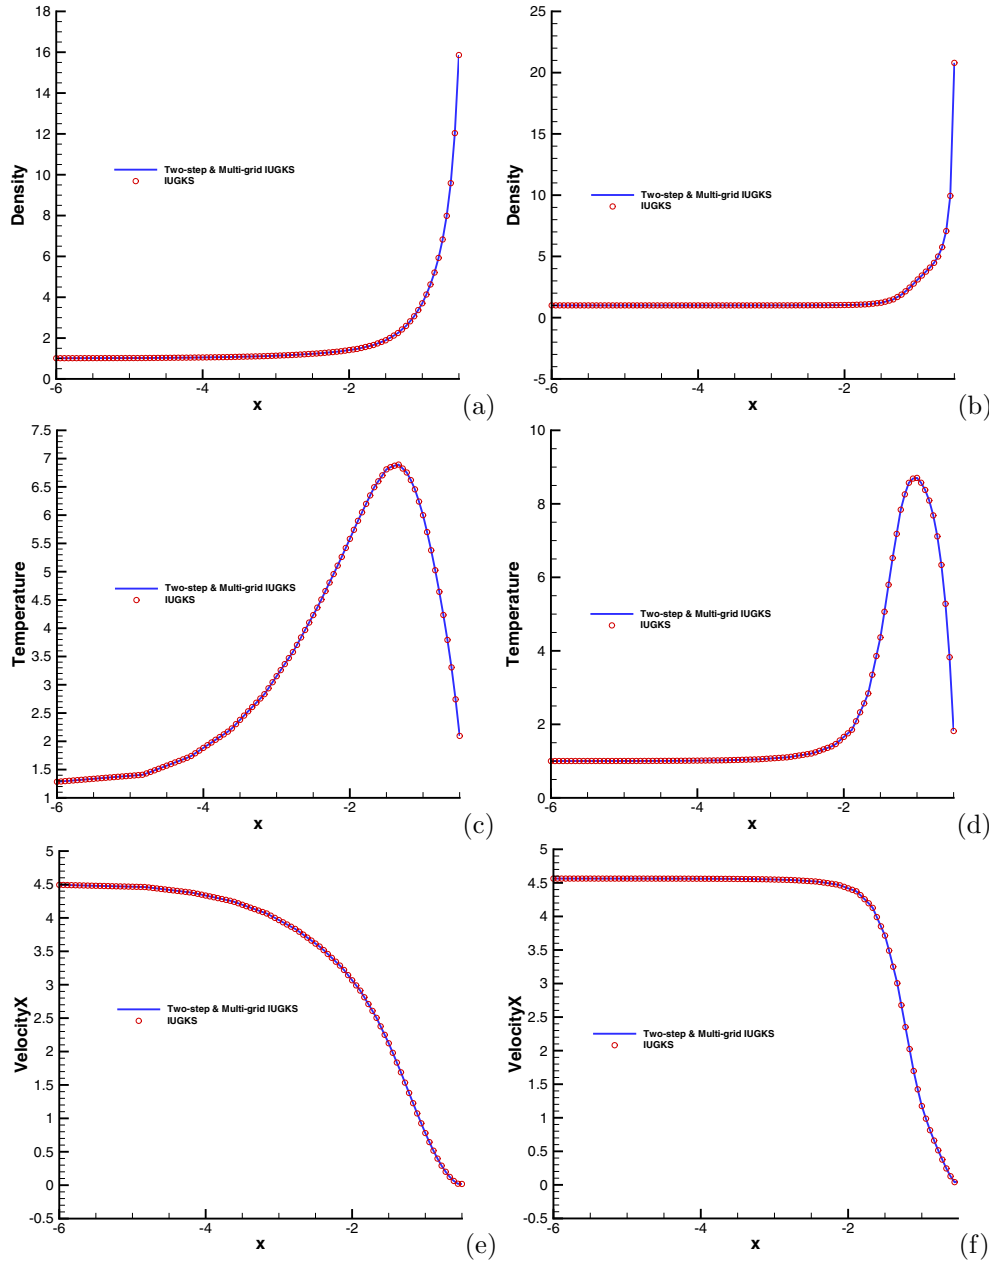 18
16
14
12
10
8
6
4
2
0
Density
Two-step & Multi-grid IUGKS
IUGKS
-6
-4
-2
x
(a)
25
20
15
10
5
0
-5
Density
Two-step & Multi-grid IUGKS
IUGKS
-6
-4
-2
x
(b)
7.5
7
6.5
6
5.5
5
4.5
4
3.5
3
2.5
2
1.5
1
Temperature
Two-step & Multi-grid IUGKS
IUGKS
-6
-4
-2
x
(c)
10
8
6
4
2
0
Temperature
Two-step & Multi-grid IUGKS
IUGKS
-6
-4
-2
x
(d)
5
4.5
4
3.5
3
2.5
2
1.5
1
0.5
0
-0.5
VelocityX
Two-step & Multi-grid IUGKS
IUGKS
-6
-4
-2
x
(e)
5
4.5
4
3.5
3
2.5
2
1.5
1
0.5
0
-0.5
VelocityX
Two-step & Multi-grid IUGKS
IUGKS
-6
-4
-2
x
(f)